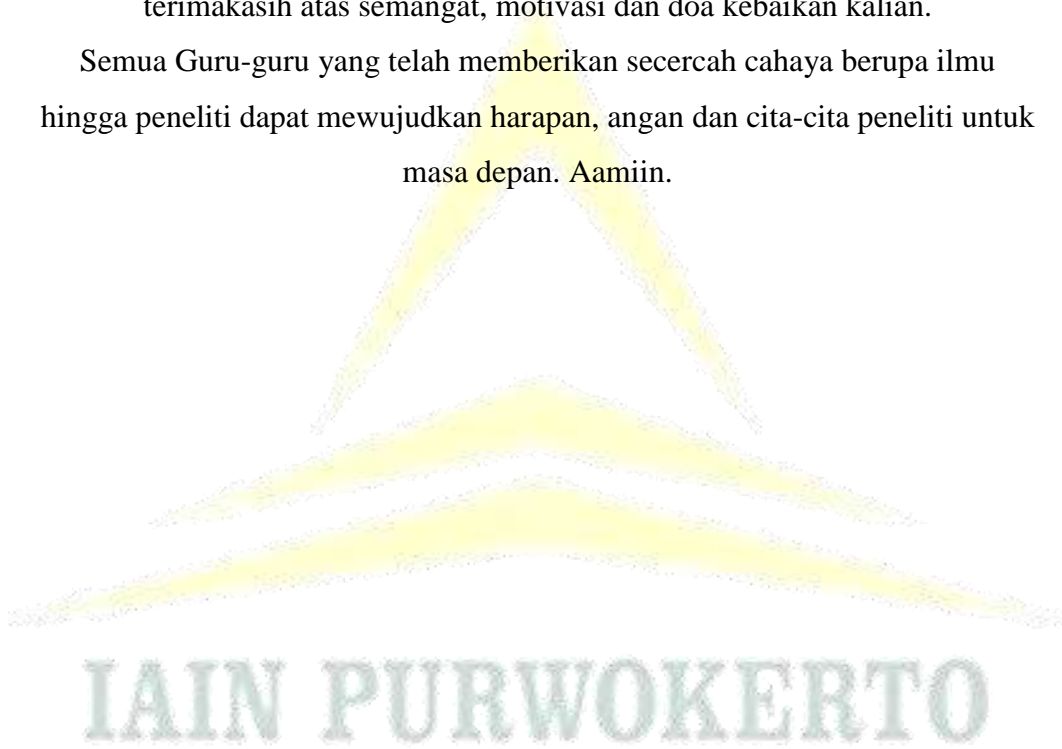 terimakasih atas semangat, motivasi dan doa kebaikan kalian.
Semua Guru-guru yang telah memberikan secercah cahaya berupa ilmu
hingga peneliti dapat mewujudkan harapan, angan dan cita-cita peneliti untuk
masa depan. Aamiin.
IAIN PURWOKERTO